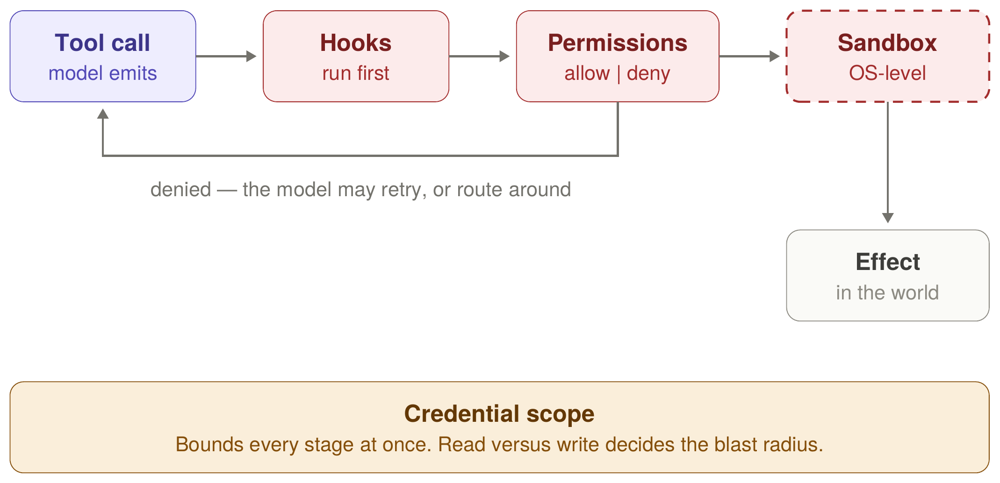 Tool call
model emits
Hooks
run first
Permissions
allow | deny
Sandbox
OS-level
denied — the model may retry, or route around
Effect
in the world
Credential scope
Bounds every stage at once. Read versus write decides the blast radius.